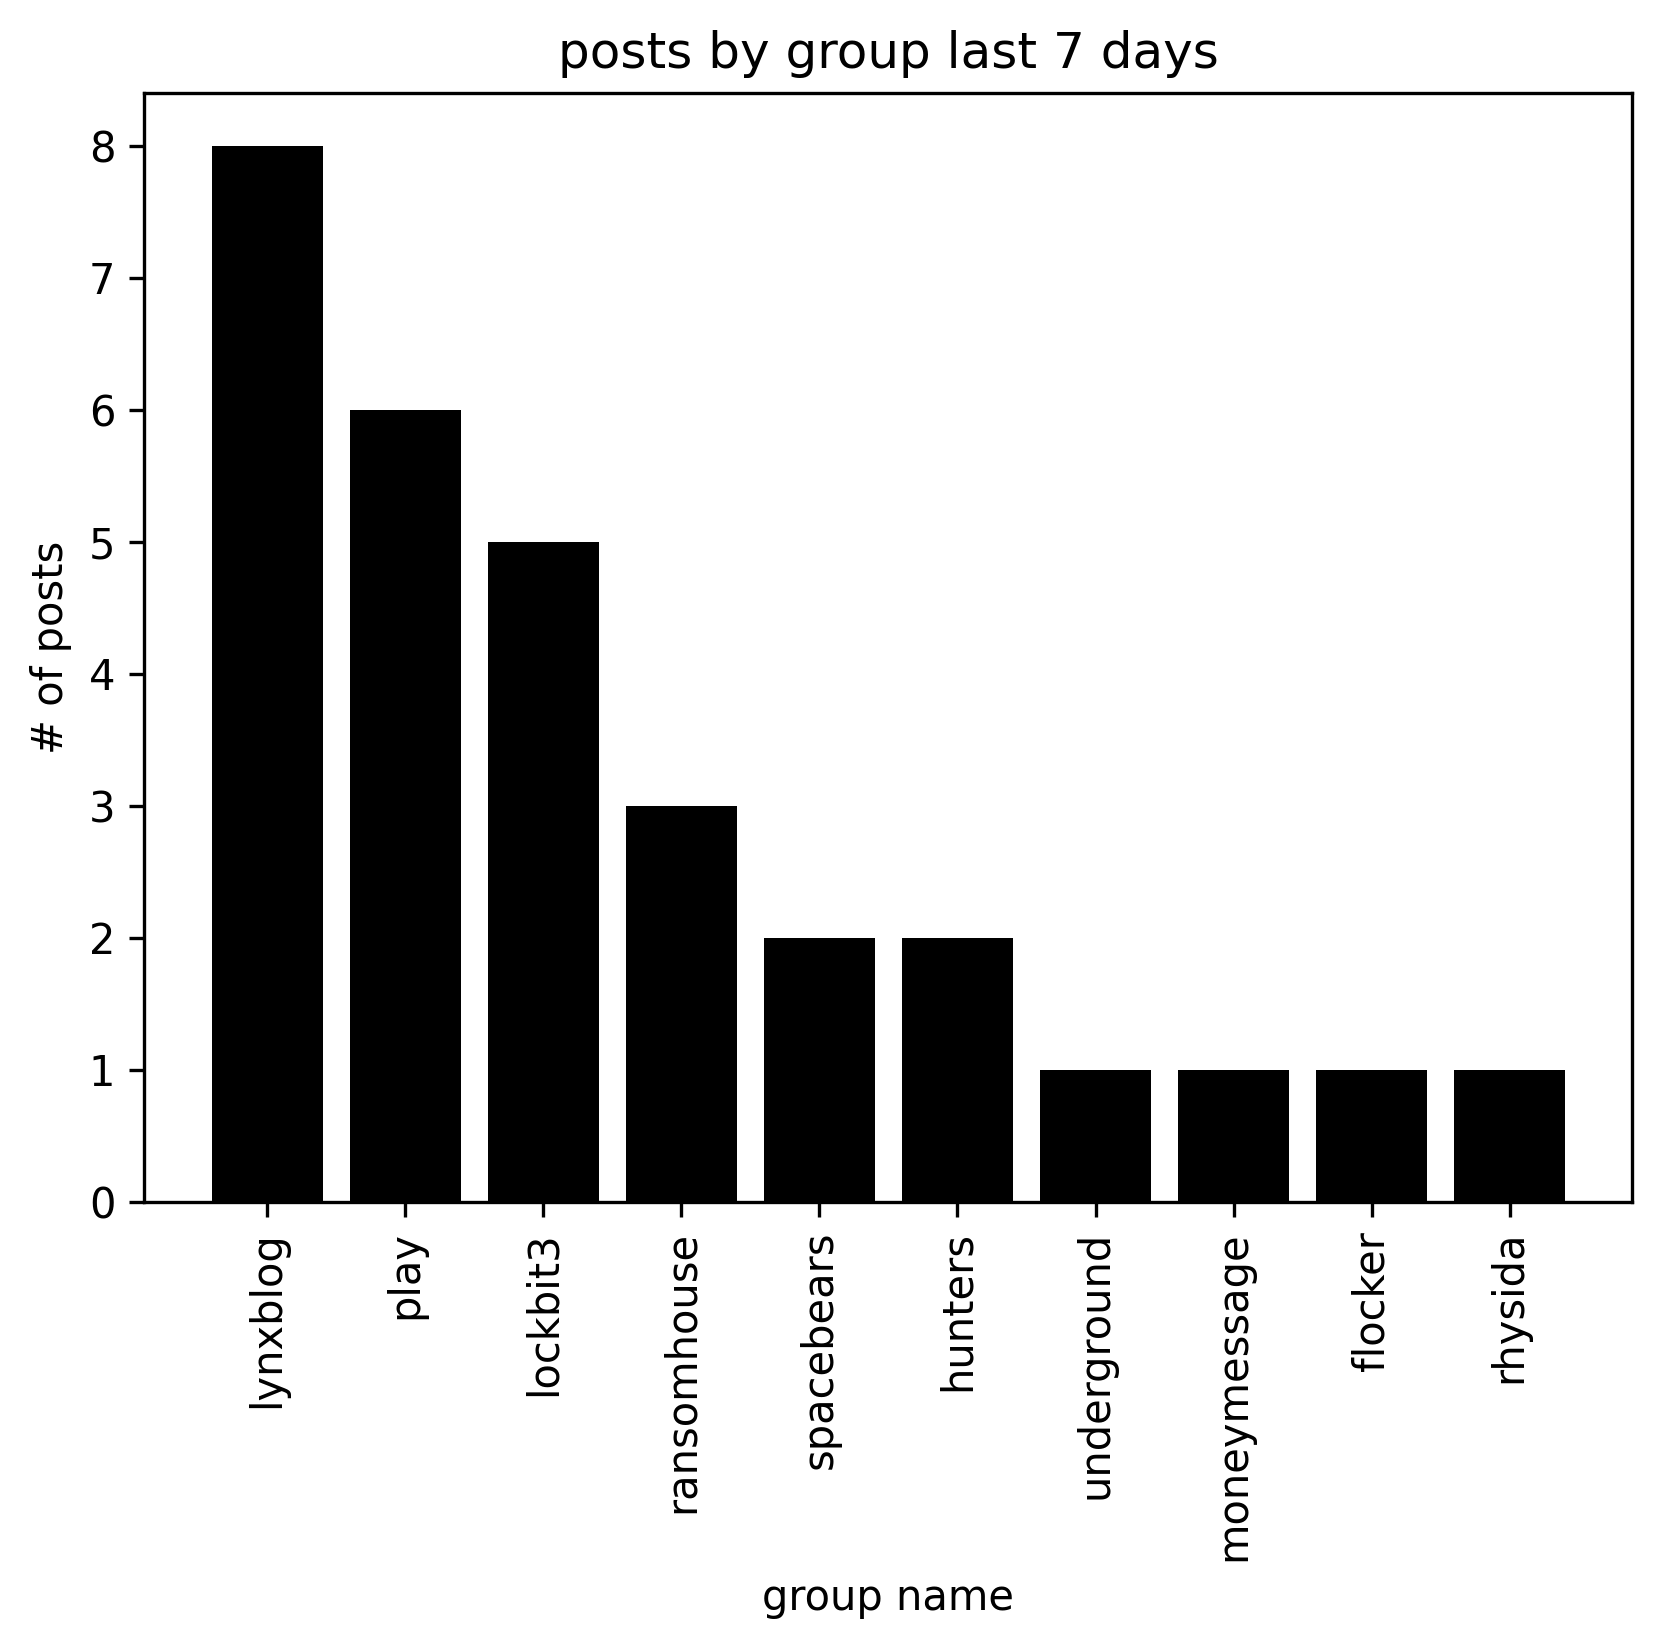 posts by group last 7 days
# of posts
8
7
6
5
4
3
2
1
0
lynxblog
play
lockbit3
ransomhouse
spacebears
hunters
underground
moneymessage
flocker
rhysida
group name